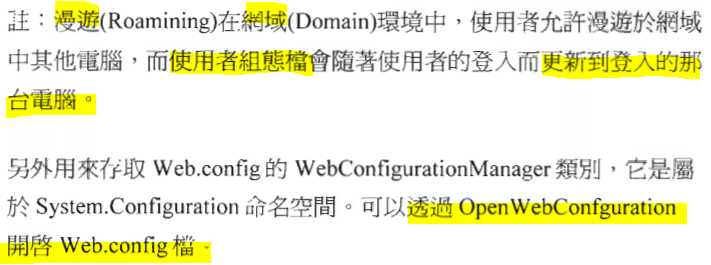 註：漫遊(Roamining)在網域(Domain)環境中，使用者允許漫遊於網域
中其他電腦，而使用者組態檔會隨著使用者的登入而更新到登入的那
台電腦。
另外用來存取 Web.config 的 WebConfigurationManager 類別，它是屬
於 System.Configuration 命名空間。可以透過 OpenWebConfguration
開啓 Web.config 檔。